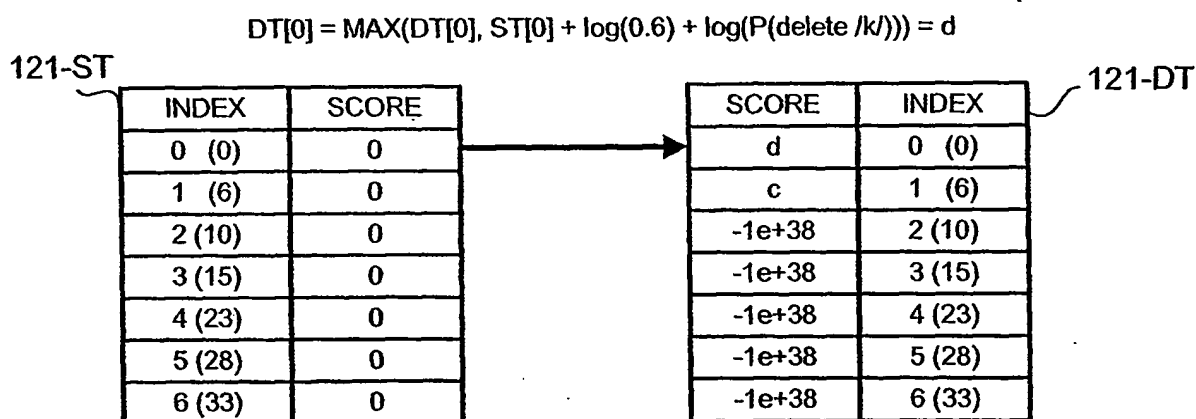 DT[0] = MAX(DT[0], ST[0] + log(0.6) + log(P(delete /k/))) = d
121-ST
121-DT
INDEX SCORE SCORE INDEX
0 (0) 0 d 0 (0)
1 (6) 0 c 1 (6)
2 (10) 0 -1e+38 2 (10)
3 (15) 0 -1e+38 3 (15)
4 (23) 0 -1e+38 4 (23)
5 (28) 0 -1e+38 5 (28)
6 (33) 0 -1e+38 6 (33)